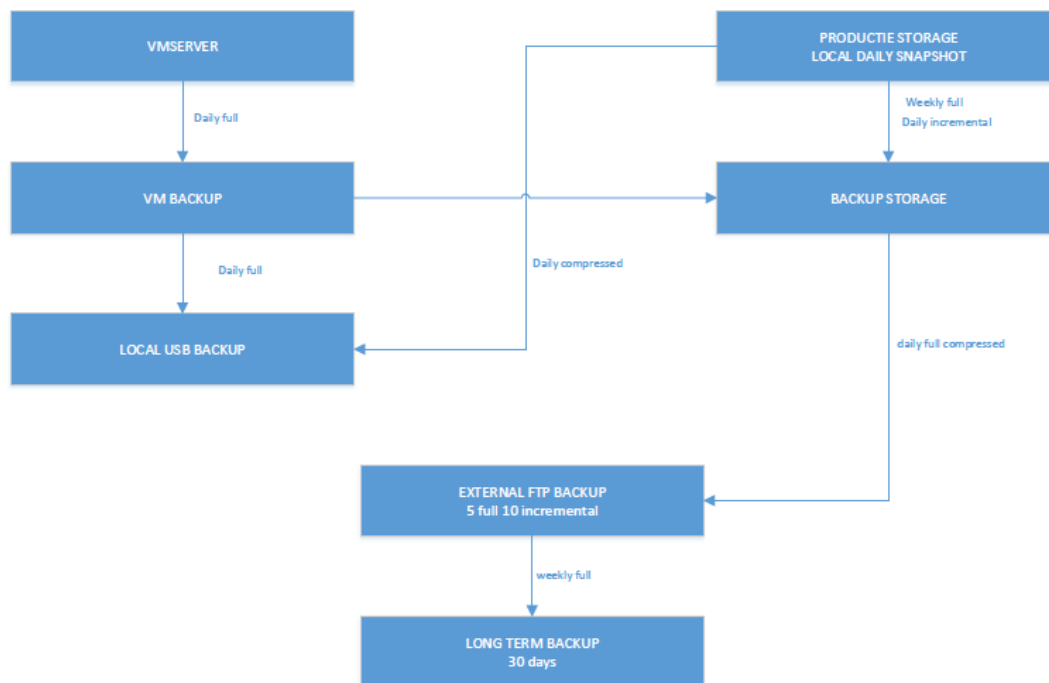 VMSERVER
PRODUCTIE STORAGE
LOCAL DAILY SNAPSHOT
Daily full
Weekly full
Daily incremental
VM BACKUP
BACKUP STORAGE
Daily full
Daily compressed
LOCAL USB BACKUP
daily full compressed
EXTERNAL FTP BACKUP
5 full 10 incremental
weekly full
LONG TERM BACKUP
30 days